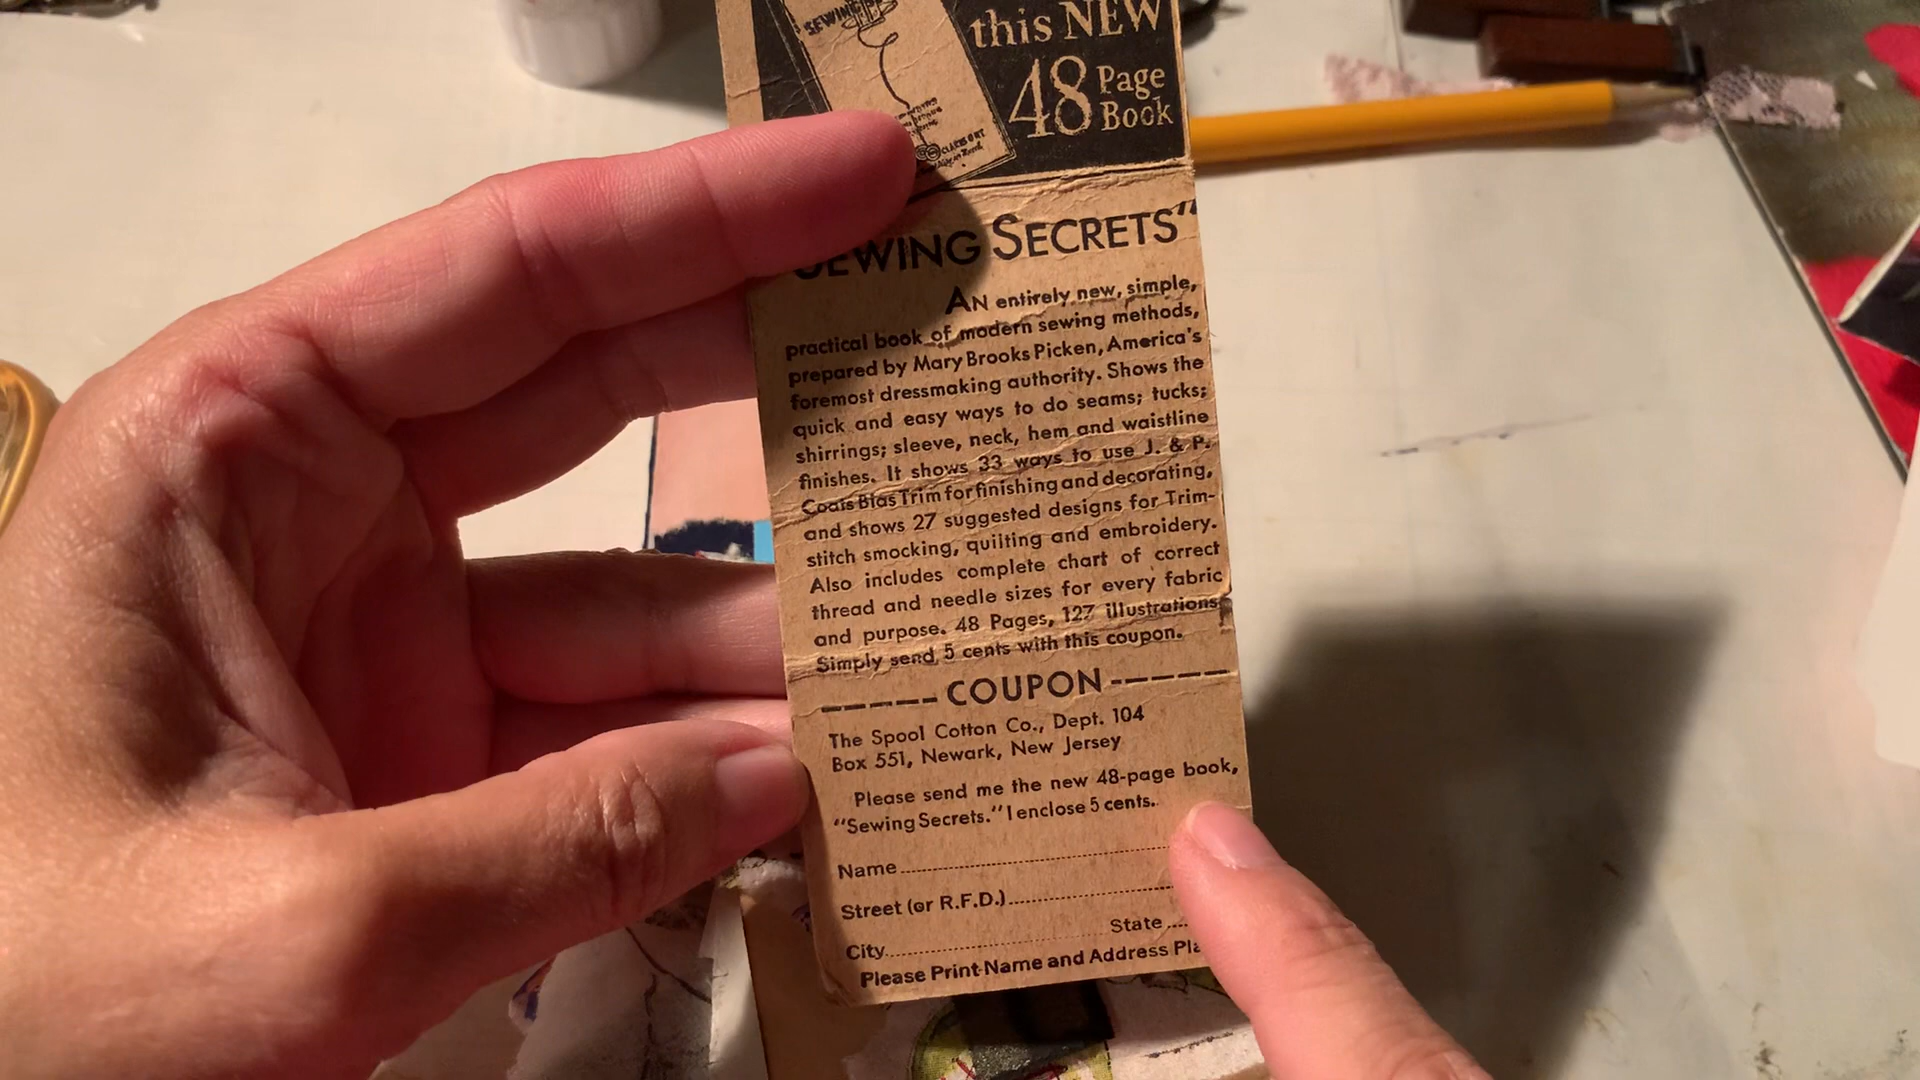 SEWING
this NEW
48 Page
Book
CLARK'S O.N.T.
SEWING SECRETS"
AN entirely new, simple,
practical book of modern sewing methods,
prepared by Mary Brooks Picken, America's
foremost dressmaking authority. Shows the
quick and easy ways to do seams; tucks;
shirrings; sleeve, neck, hem and waistline
finishes. It shows 33 ways to use J. & P.
Coats Bias Trim for finishing and decorating,
and shows 27 suggested designs for Trim-
stitch smocking, quilting and embroidery.
Also includes complete chart of correct
thread and needle sizes for every fabric
and purpose. 48 Pages, 127 illustrations.
Simply send 5 cents with this coupon.
COUPON
The Spool Cotton Co., Dept. 104
Box 551, Newark, New Jersey
Please send me the new 48-page book,
"Sewing Secrets." I enclose 5 cents.
Name
Street (or R.F.D.)
City State
Please Print Name and Address Pla